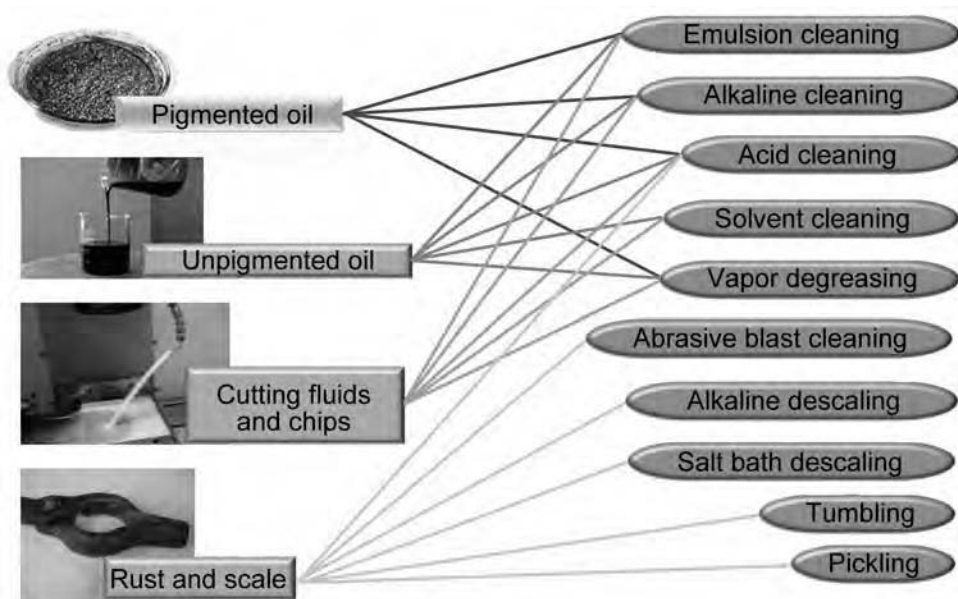 Pigmented oil
Unpigmented oil
Cutting fluids
and chips
Rust and scale
Emulsion cleaning
Alkaline cleaning
Acid cleaning
Solvent cleaning
Vapor degreasing
Abrasive blast cleaning
Alkaline descaling
Salt bath descaling
Tumbling
Pickling